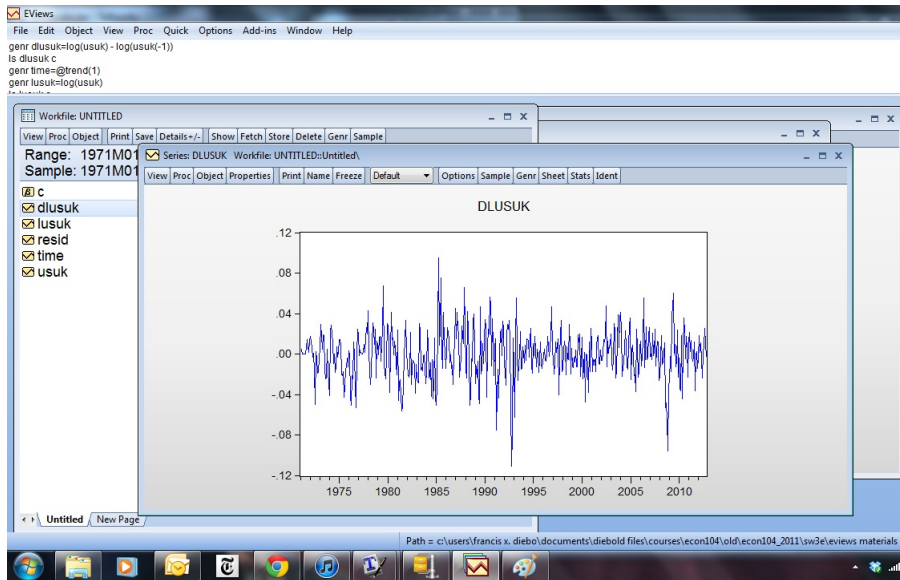 EViews
File Edit Object View Proc Quick Options Add-ins Window Help
genr dlusuk=log(usuk) - log(usuk(-1))
ls dlusuk c
genr time=@trend(1)
genr lusuk=log(usuk)
Workfile: UNTITLED
View Proc Object Print Save Details+/- Show Fetch Store Delete Genr Sample
Range: 1971M01
Sample: 1971M01
c
dlusuk
lusuk
resid
time
usuk
Series: DLUSUK Workfile: UNTITLED::Untitled\
View Proc Object Properties Print Name Freeze Default Options Sample Genr Sheet Stats Ident
DLUSUK
.12
.08
.04
.00
-.04
-.08
-.12
1975 1980 1985 1990 1995 2000 2005 2010
Untitled New Page
Path = c:\users\francis x. diebo\documents\diebold files\courses\econ104\old\econ104_2011\sw3e\eviews materials